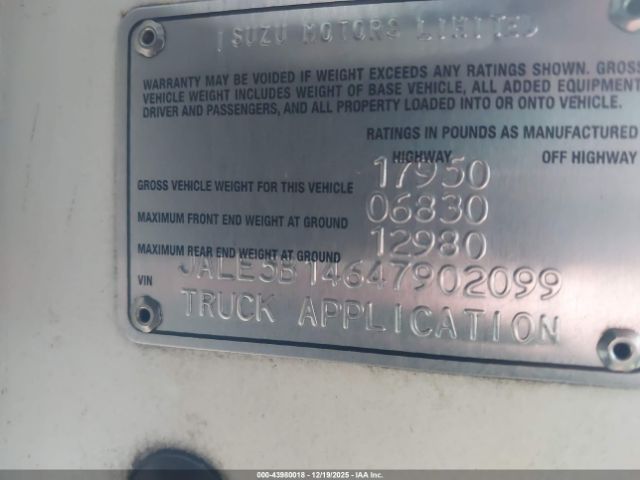 ISUZU MOTORS LIMITED
WARRANTY MAY BE VOIDED IF WEIGHT EXCEEDS ANY RATINGS SHOWN. GROSS
VEHICLE WEIGHT INCLUDES WEIGHT OF BASE VEHICLE, ALL ADDED EQUIPMENT
DRIVER AND PASSENGERS, AND ALL PROPERTY LOADED INTO OR ONTO VEHICLE.
RATINGS IN POUNDS AS MANUFACTURED
HIGHWAY OFF HIGHWAY
GROSS VEHICLE WEIGHT FOR THIS VEHICLE 17950
MAXIMUM FRONT END WEIGHT AT GROUND 06830
MAXIMUM REAR END WEIGHT AT GROUND 12980
VIN JALE5B14647902099
TRUCK APPLICATION
000-43980018 - 12/19/2025 - IAAI.COM